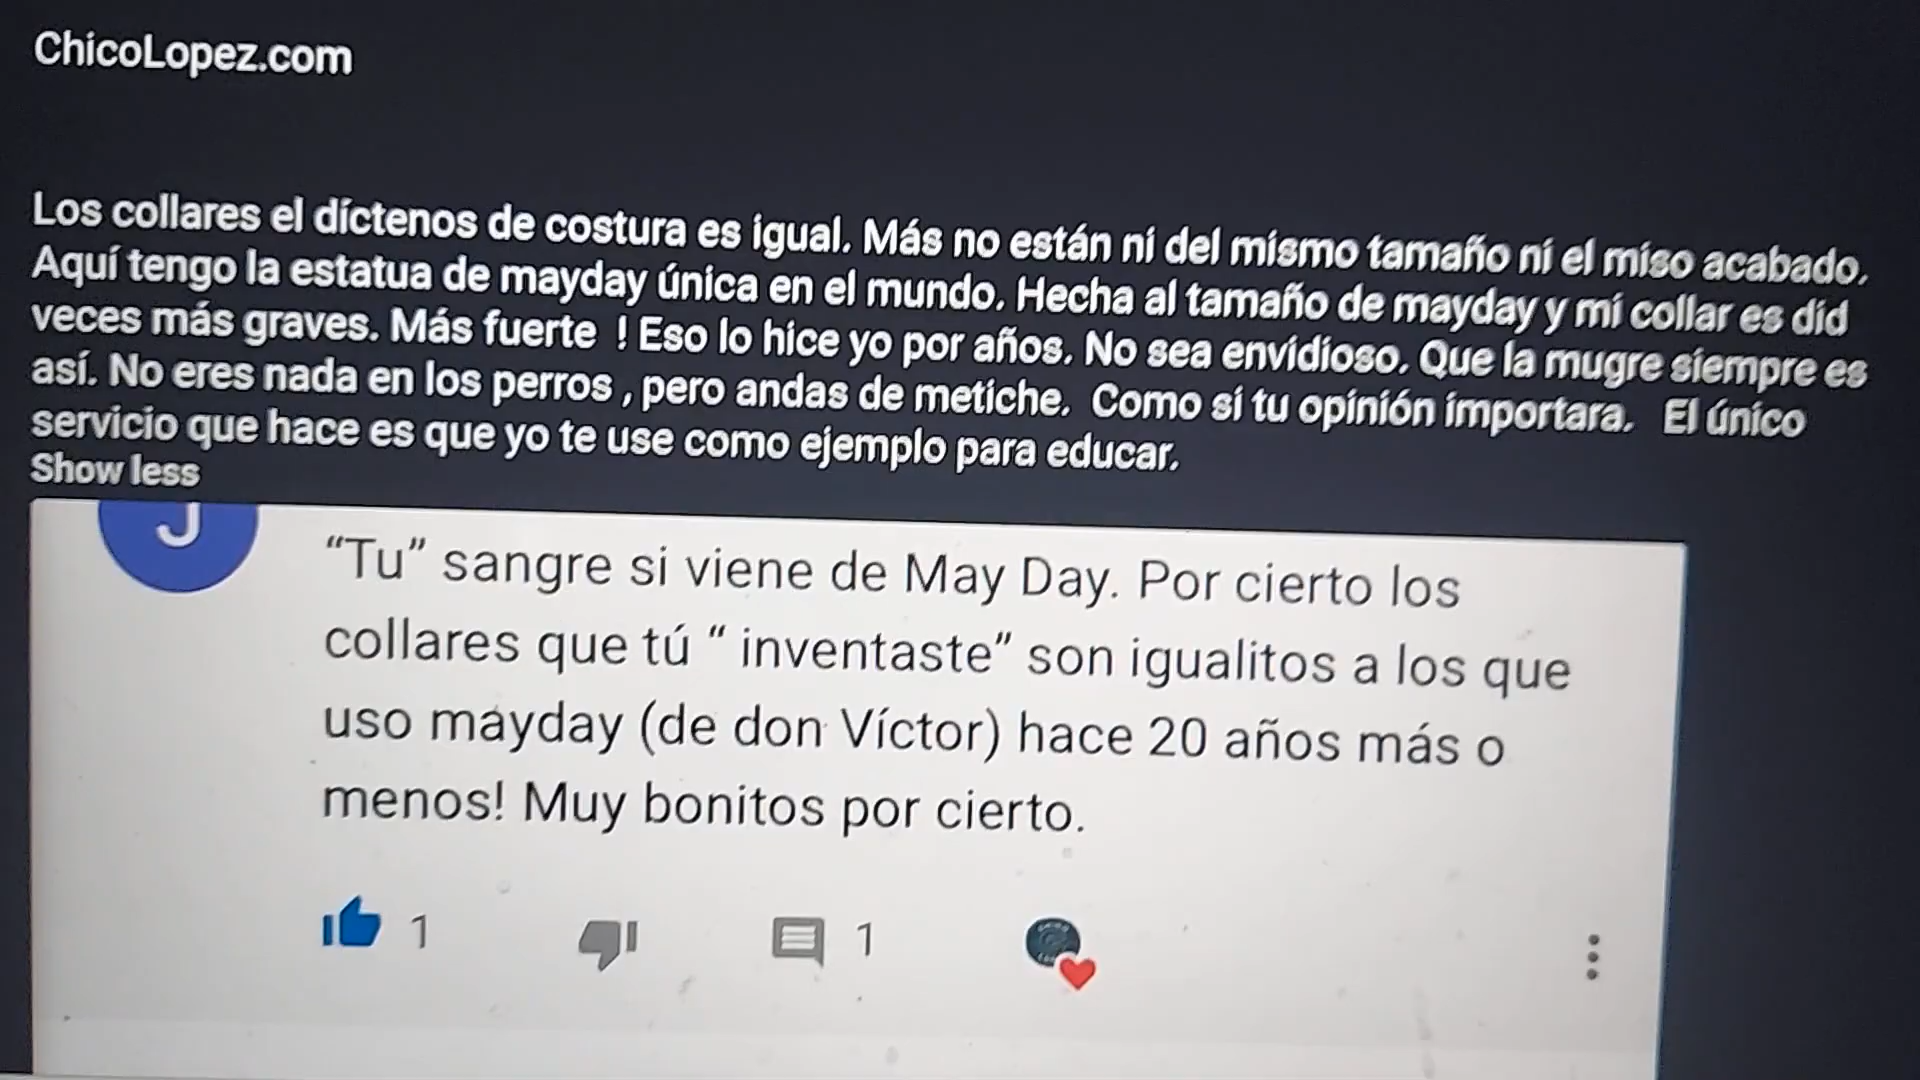 ChicoLopez.com
Los collares el díctenos de costura es igual. Más no están ni del mismo tamaño ni el miso acabado.
Aquí tengo la estatua de mayday única en el mundo. Hecha al tamaño de mayday y mi collar es did
veces más graves. Más fuerte ! Eso lo hice yo por años. No sea envidioso. Que la mugre siempre es
así. No eres nada en los perros , pero andas de metiche. Como si tu opinión importara. El único
servicio que hace es que yo te use como ejemplo para educar.
Show less
J
“Tu” sangre si viene de May Day. Por cierto los
collares que tú “ inventaste” son igualitos a los que
uso mayday (de don Víctor) hace 20 años más o
menos! Muy bonitos por cierto.
1 1